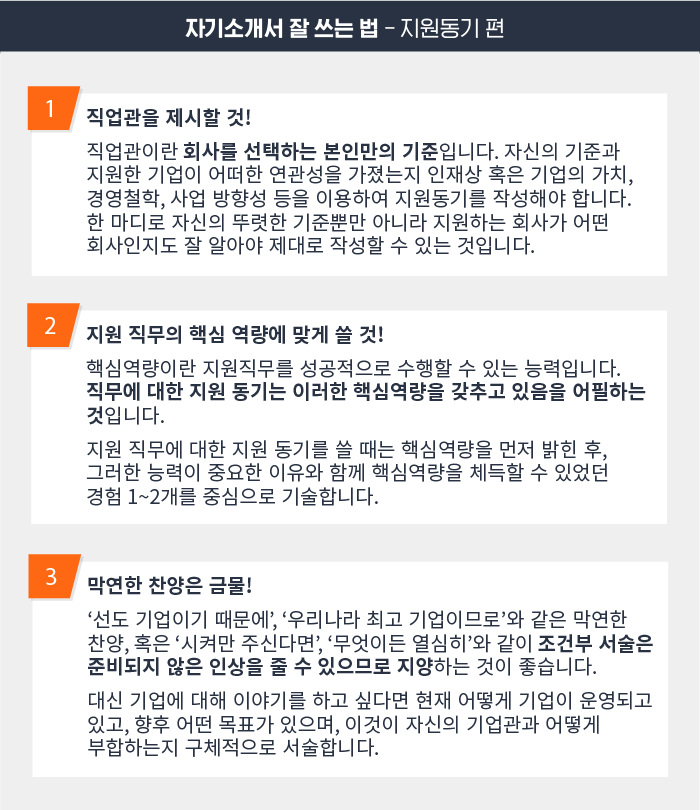 자기소개서 잘 쓰는 법 – 지원동기 편
1
직업관을 제시할 것!
직업관이란 회사를 선택하는 본인만의 기준입니다. 자신의 기준과
지원한 기업이 어떠한 연관성을 가졌는지 인재상 혹은 기업의 가치,
경영철학, 사업 방향성 등을 이용하여 지원동기를 작성해야 합니다.
한 마디로 자신의 뚜렷한 기준뿐만 아니라 지원하는 회사가 어떤
회사인지도 잘 알아야 제대로 작성할 수 있는 것입니다.
2
지원 직무의 핵심 역량에 맞게 쓸 것!
핵심역량이란 지원직무를 성공적으로 수행할 수 있는 능력입니다.
직무에 대한 지원 동기는 이러한 핵심역량을 갖추고 있음을 어필하는
것입니다.
지원 직무에 대한 지원 동기를 쓸 때는 핵심역량을 먼저 밝힌 후,
그러한 능력이 중요한 이유와 함께 핵심역량을 체득할 수 있었던
경험 1~2개를 중심으로 기술합니다.
3
막연한 찬양은 금물!
‘선도 기업이기 때문에’, ‘우리나라 최고 기업이므로’와 같은 막연한
찬양, 혹은 ‘시켜만 주신다면’, ‘무엇이든 열심히’와 같이 조건부 서술은
준비되지 않은 인상을 줄 수 있으므로 지양하는 것이 좋습니다.
대신 기업에 대해 이야기를 하고 싶다면 현재 어떻게 기업이 운영되고
있고, 향후 어떤 목표가 있으며, 이것이 자신의 기업관과 어떻게
부합하는지 구체적으로 서술합니다.